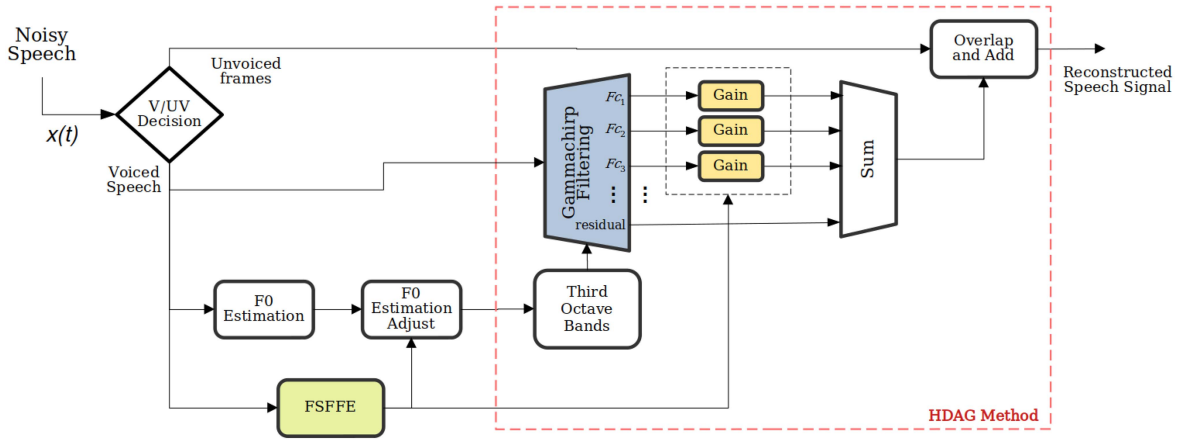 Noisy
Speech
x(t)
V/UV
Decision
Unvoiced
frames
Voiced
Speech
F0
Estimation
F0
Estimation
Adjust
FSFFE
Third
Octave
Bands
Gammachirp
Filtering
Fc1
Fc2
Fc3
...
...
residual
Gain
Gain
Gain
Sum
Overlap
and Add
Reconstructed
Speech Signal
HDAG Method